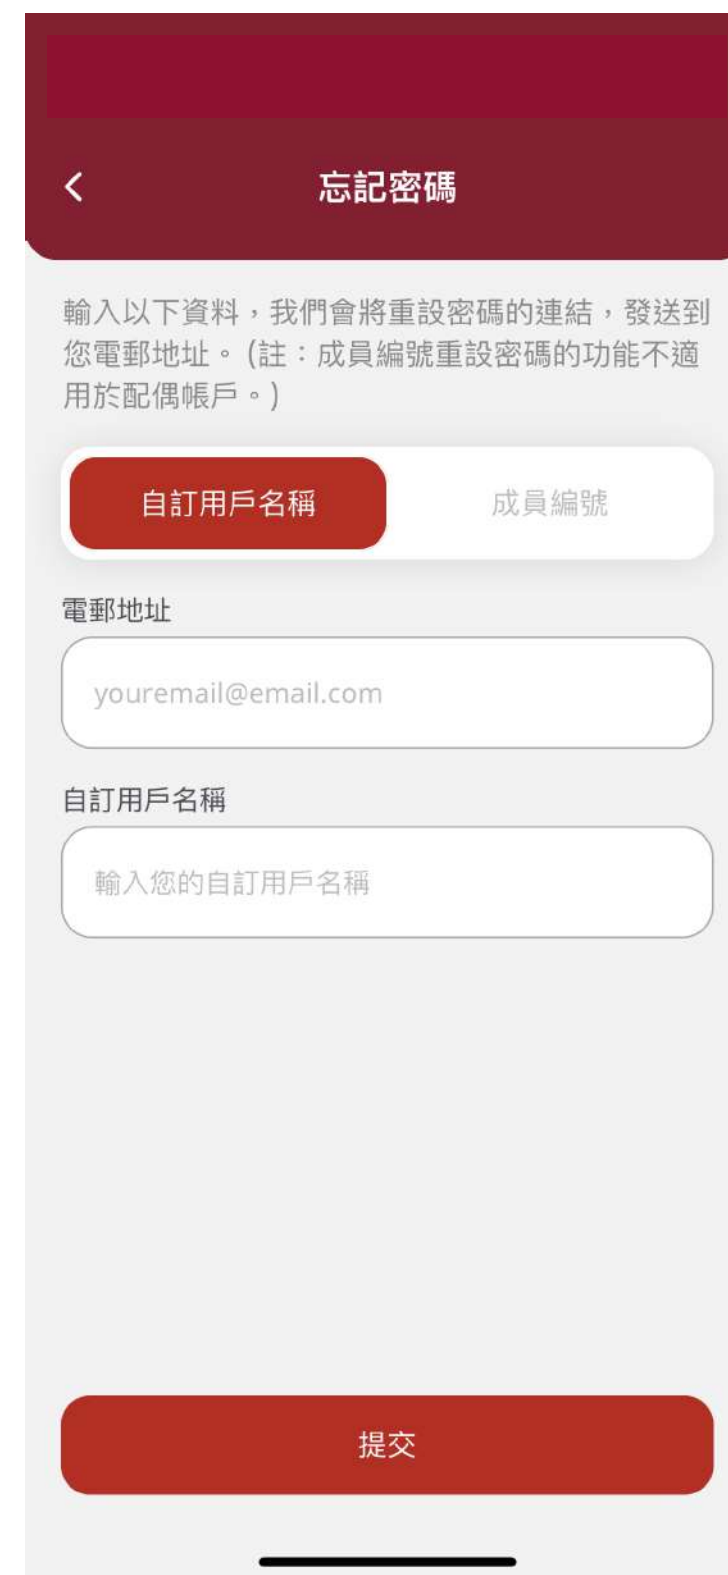 忘記密碼
輸入以下資料，我們會將重設密碼的連結，發送到
您電郵地址。(註：成員編號重設密碼的功能不適
用於配偶帳戶。)
自訂用戶名稱 成員編號
電郵地址
youremail@email.com
自訂用戶名稱
輸入您的自訂用戶名稱
提交